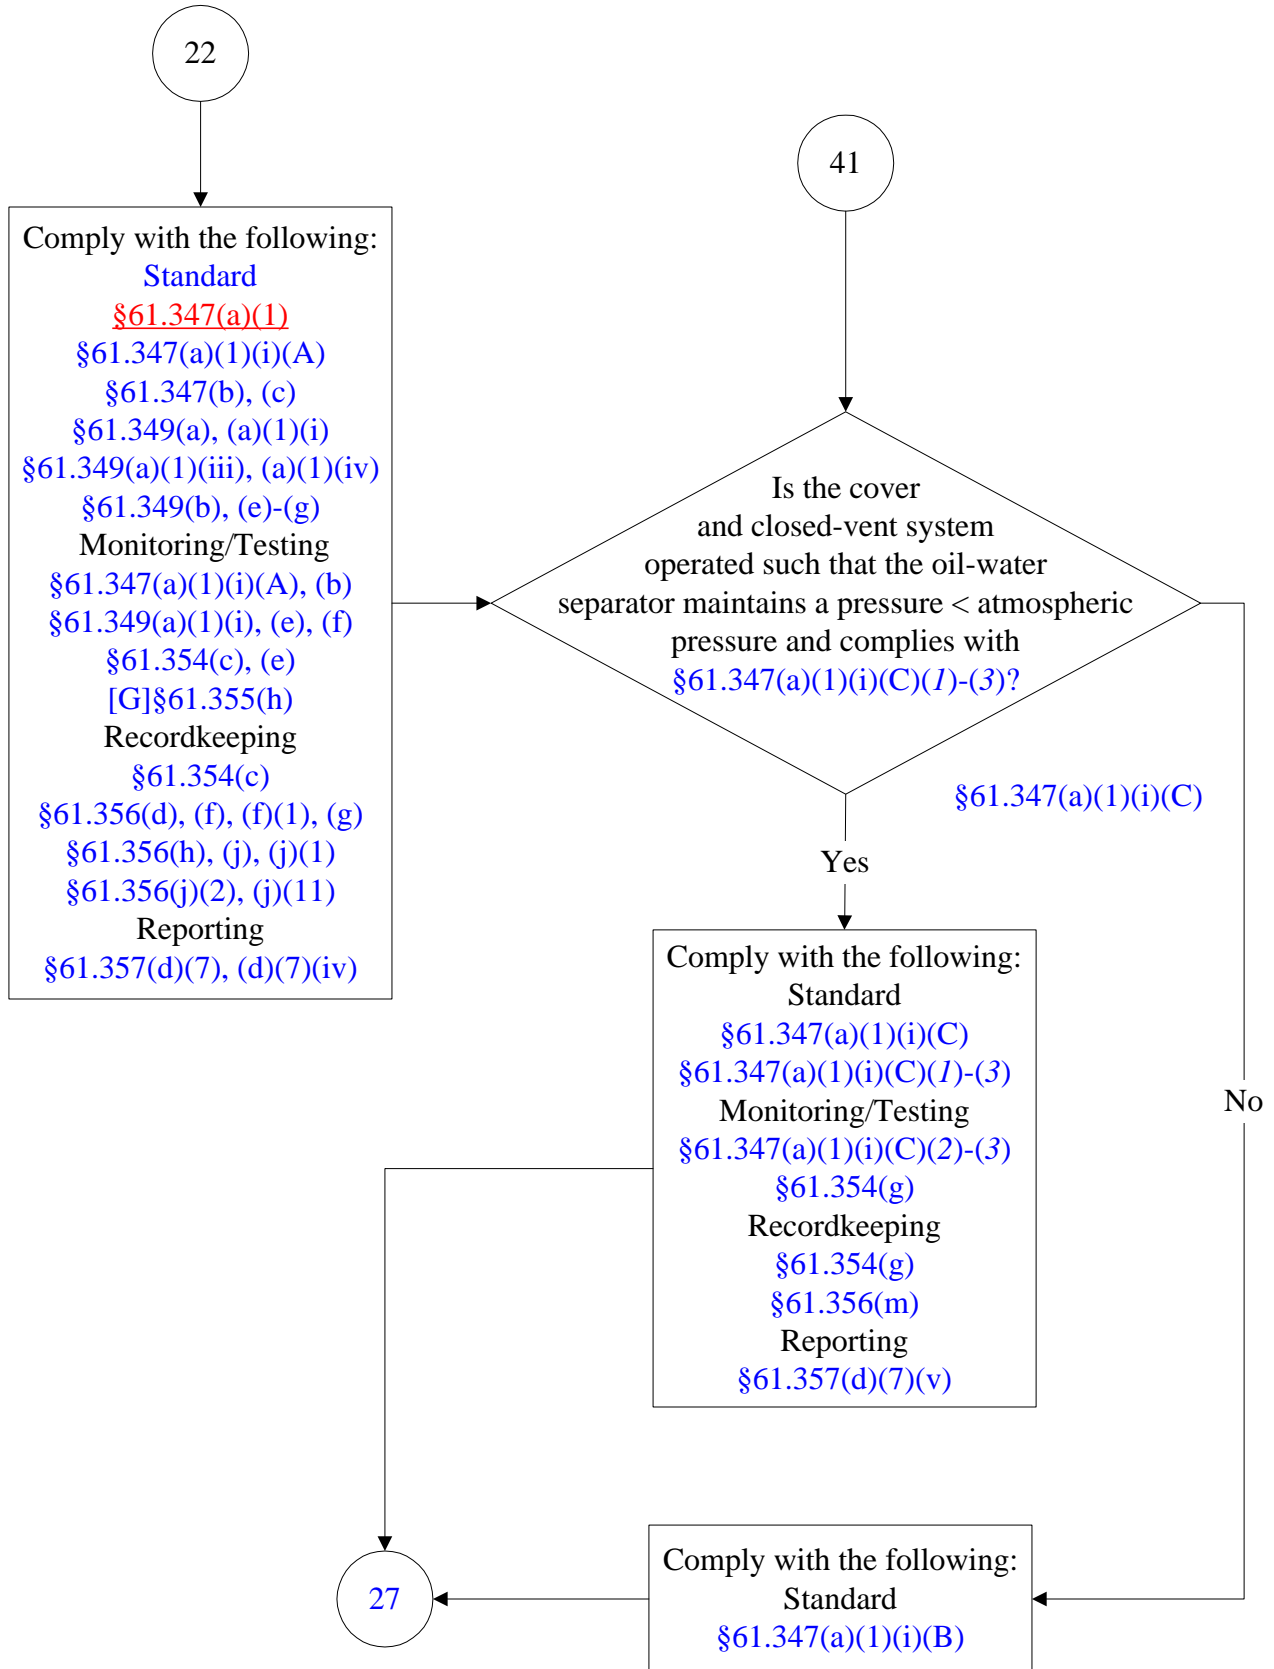 22
Comply with the following:
Standard
§61.347(a)(1)
§61.347(a)(1)(i)(A)
§61.347(b), (c)
§61.349(a), (a)(1)(i)
§61.349(a)(1)(iii), (a)(1)(iv)
§61.349(b), (e)-(g)
Monitoring/Testing
§61.347(a)(1)(i)(A), (b)
§61.349(a)(1)(i), (e), (f)
§61.354(c), (e)
[G]§61.355(h)
Recordkeeping
§61.354(c)
§61.356(d), (f), (f)(1), (g)
§61.356(h), (j), (j)(1)
§61.356(j)(2), (j)(11)
Reporting
§61.357(d)(7), (d)(7)(iv)
41
Is the cover
and closed-vent system
operated such that the oil-water
separator maintains a pressure < atmospheric
pressure and complies with
§61.347(a)(1)(i)(C)(1)-(3)?
§61.347(a)(1)(i)(C)
Yes
No
Comply with the following:
Standard
§61.347(a)(1)(i)(C)
§61.347(a)(1)(i)(C)(1)-(3)
Monitoring/Testing
§61.347(a)(1)(i)(C)(2)-(3)
§61.354(g)
Recordkeeping
§61.354(g)
§61.356(m)
Reporting
§61.357(d)(7)(v)
27
Comply with the following:
Standard
§61.347(a)(1)(i)(B)